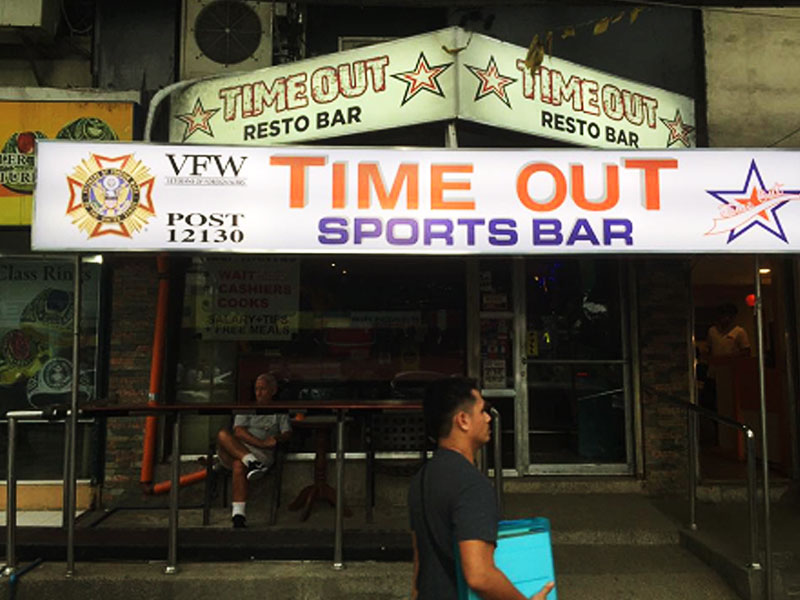 TIME OUT
RESTO BAR
TIME OUT
RESTO BAR
VFW
VETERANS OF FOREIGN WARS
POST
12130
TIME OUT
SPORTS BAR
Class Rings
WAITERS
CASHIERS
COOKS
SALARY+TIPS
+ FREE MEALS